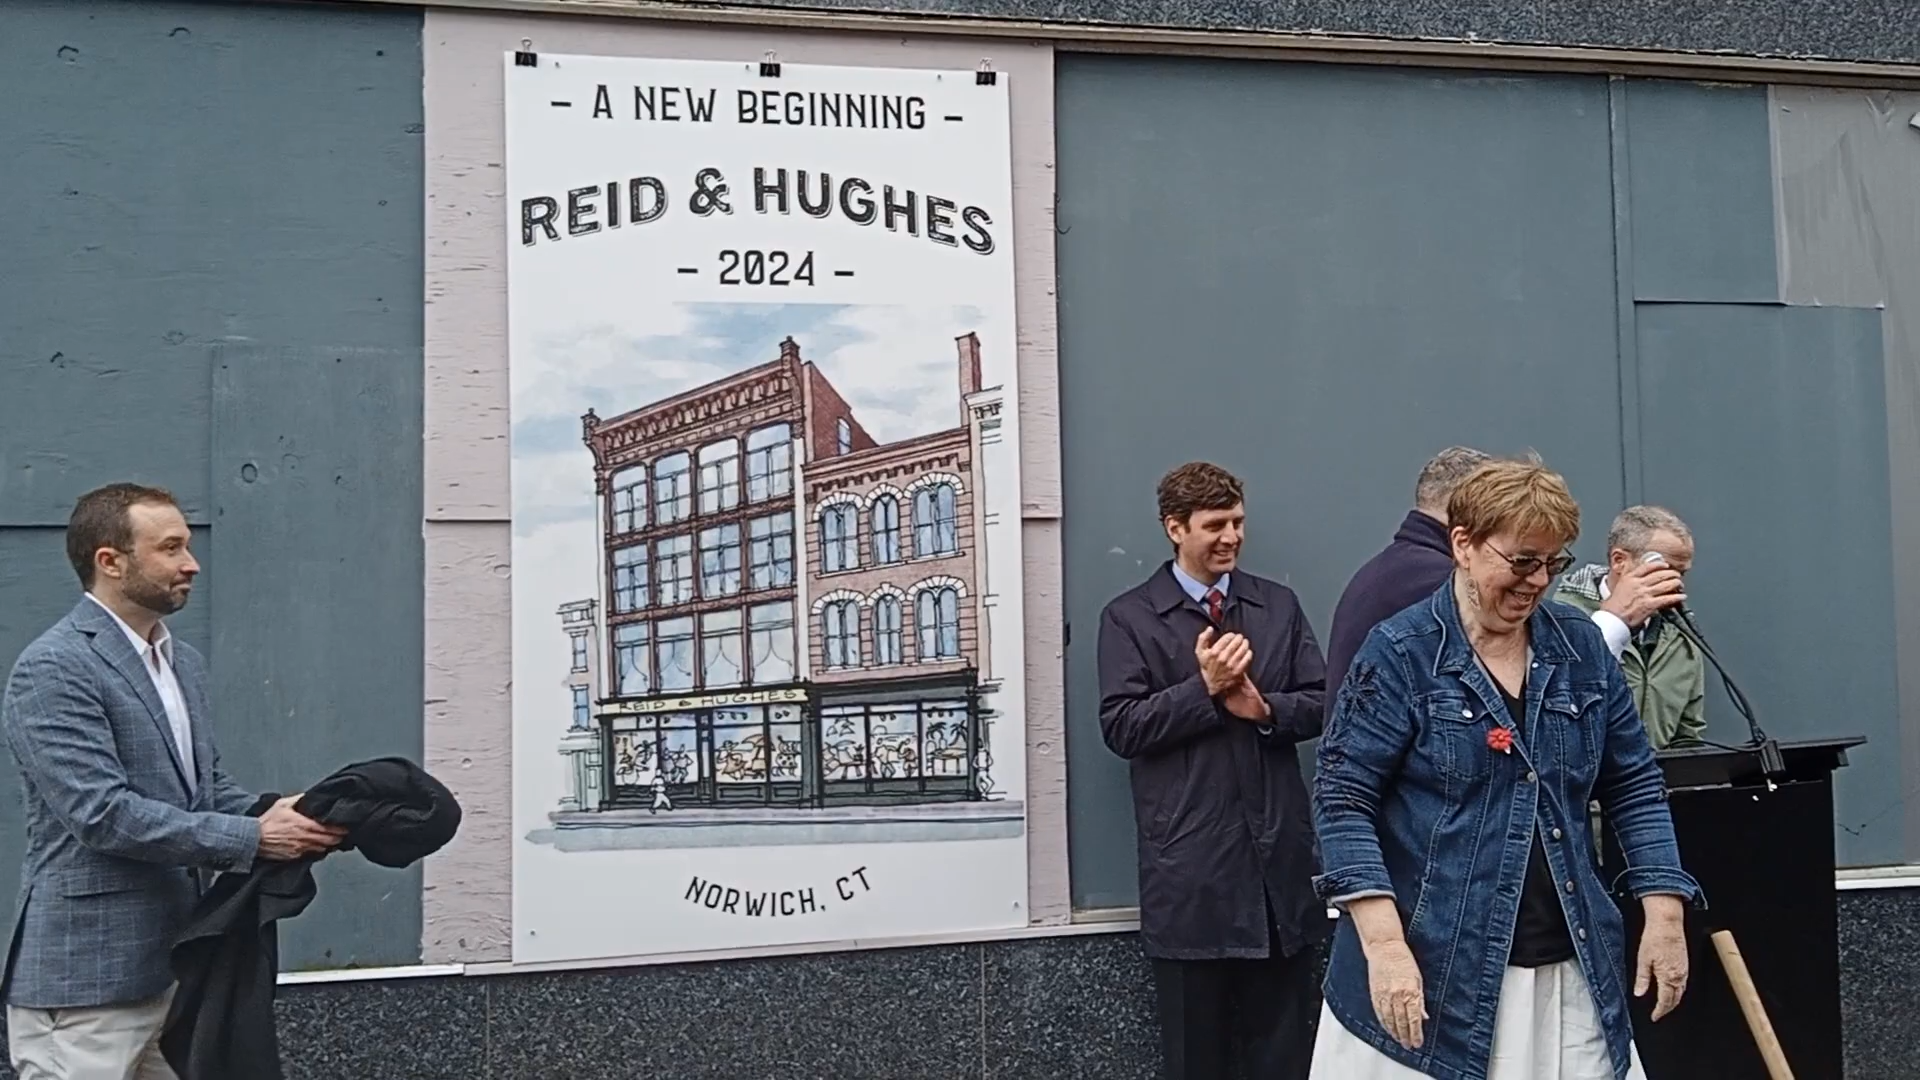 - A NEW BEGINNING -
REID & HUGHES
- 2024 -
REID & HUGHES
NORWICH, CT